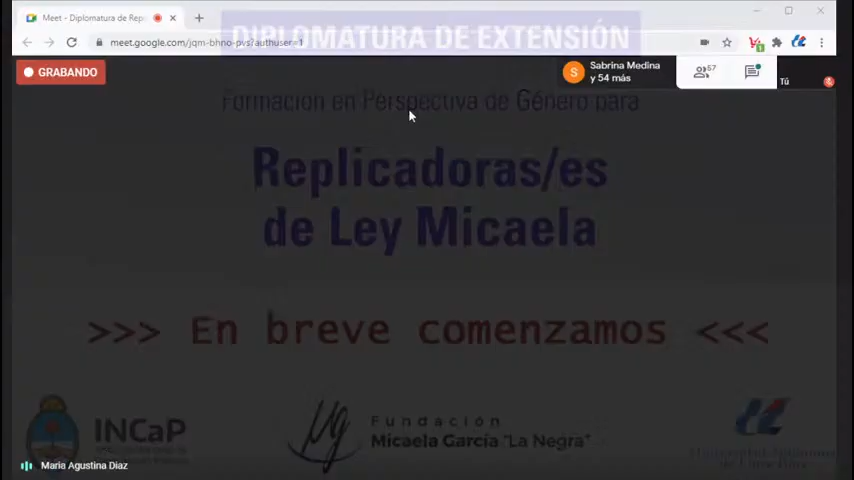 Meet - Diplomatura de Rep
DIPLOMATURA DE EXTENSIÓN
meet.google.com/jqm-bhno-pvs?authuser=1
GRABANDO
Sabrina Medina
y 54 más
57
Tú
Formación en Perspectiva de Género para
Replicadoras/es
de Ley Micaela
>>> En breve comenzamos <<<
INCaP
Fundación
Micaela García "La Negra"
Maria Agustina Diaz